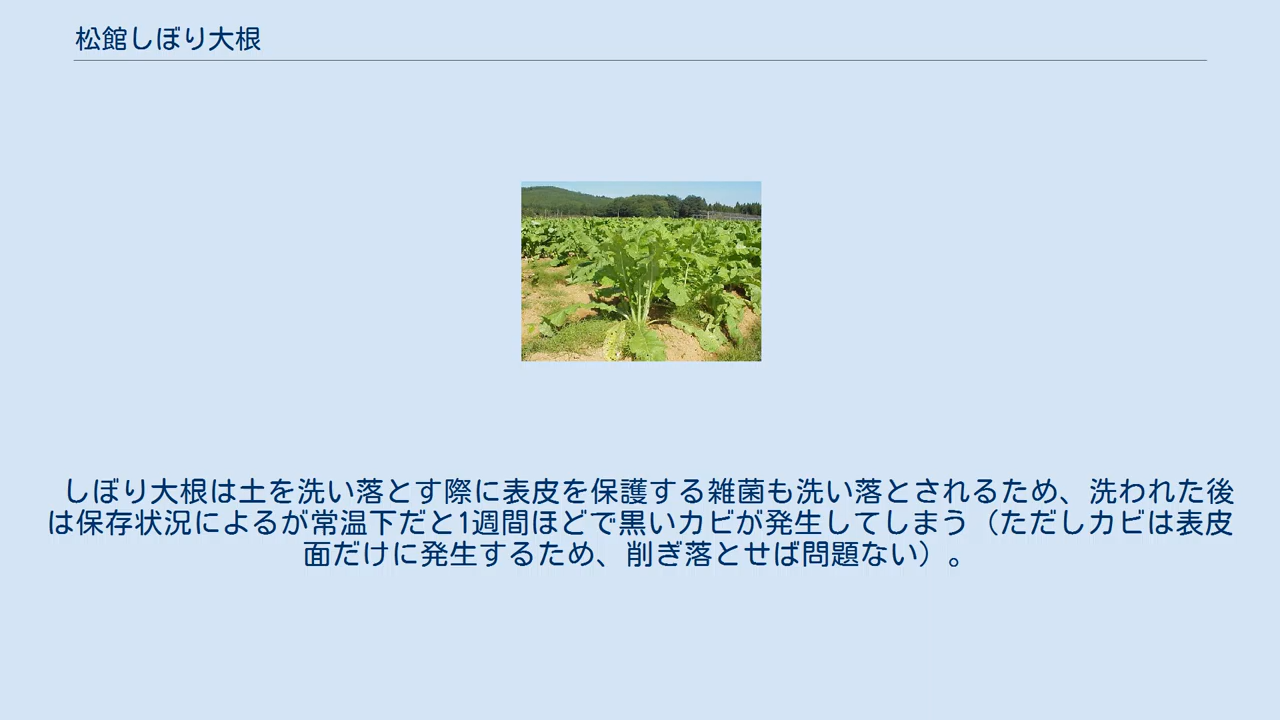 松館しぼり大根
しぼり大根は土を洗い落とす際に表皮を保護する雑菌も洗い落とされるため、洗われた後
は保存状況によるが常温下だと1週間ほどで黒いカビが発生してしまう（ただしカビは表皮
面だけに発生するため、削ぎ落とせば問題ない）。